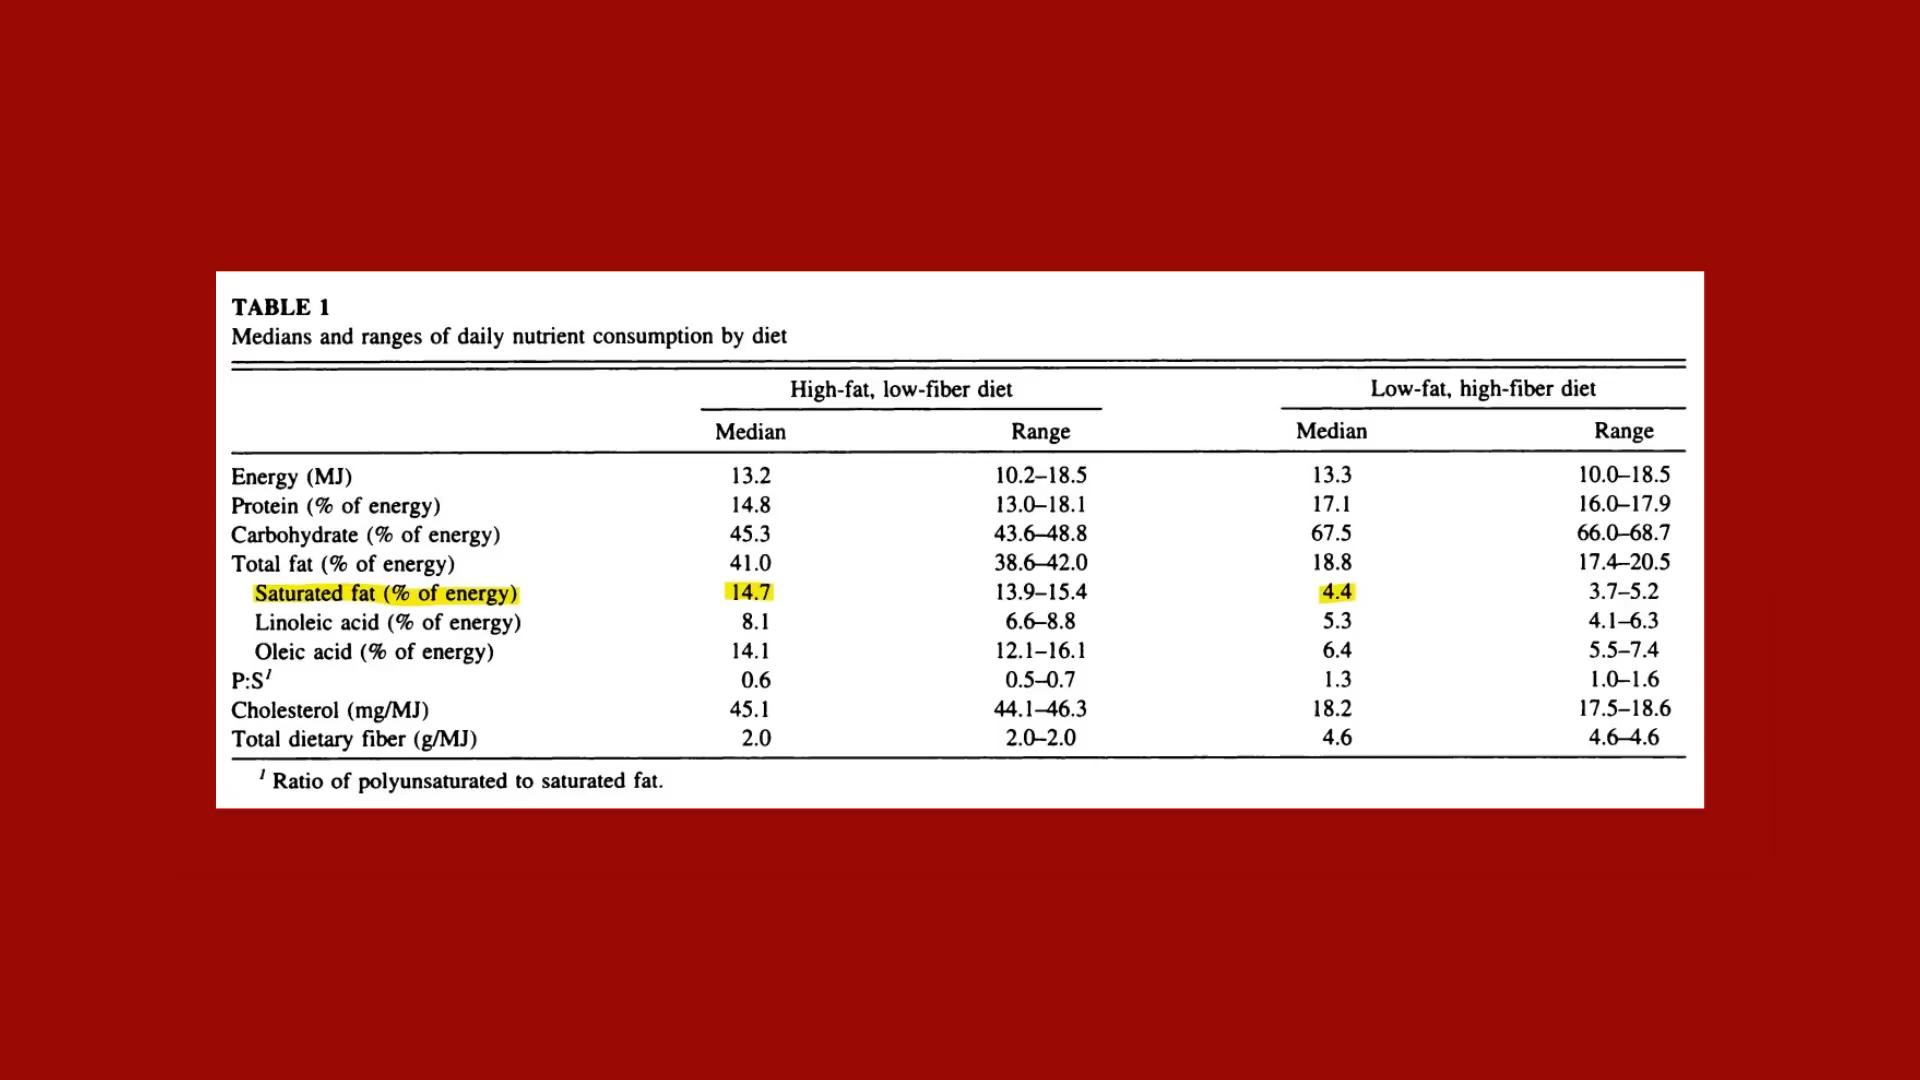 TABLE 1
Medians and ranges of daily nutrient consumption by diet
High-fat, low-fiber diet Low-fat, high-fiber diet
Median Range Median Range
Energy (MJ) 13.2 10.2–18.5 13.3 10.0–18.5
Protein (% of energy) 14.8 13.0–18.1 17.1 16.0–17.9
Carbohydrate (% of energy) 45.3 43.6–48.8 67.5 66.0–68.7
Total fat (% of energy) 41.0 38.6–42.0 18.8 17.4–20.5
Saturated fat (% of energy) 14.7 13.9–15.4 4.4 3.7–5.2
Linoleic acid (% of energy) 8.1 6.6–8.8 5.3 4.1–6.3
Oleic acid (% of energy) 14.1 12.1–16.1 6.4 5.5–7.4
P:S¹ 0.6 0.5–0.7 1.3 1.0–1.6
Cholesterol (mg/MJ) 45.1 44.1–46.3 18.2 17.5–18.6
Total dietary fiber (g/MJ) 2.0 2.0–2.0 4.6 4.6–4.6
¹ Ratio of polyunsaturated to saturated fat.